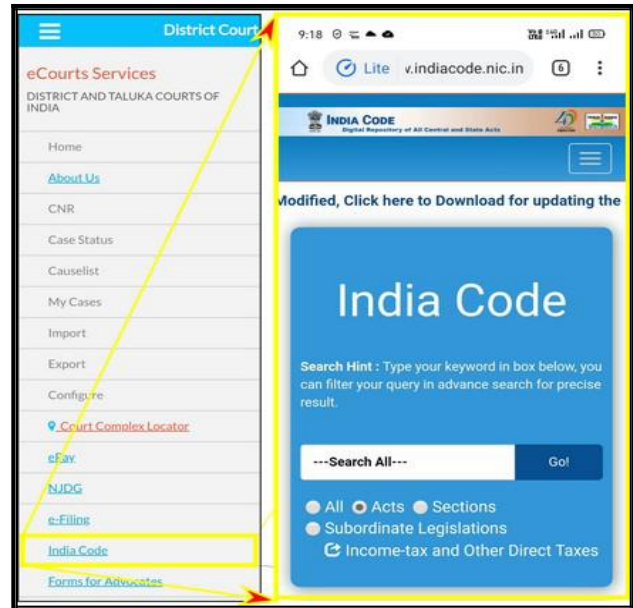 District Court
eCourts Services
DISTRICT AND TALUKA COURTS OF
INDIA
Home
About Us
CNR
Case Status
Causelist
My Cases
Import
Export
Configure
Court Complex Locator
ePay
NJDG
e-Filing
India Code
Forms for Advocates
9:18
Lite v.indiacode.nic.in 6
INDIA CODE
Digital Repository of All Central and State Acts
Modified, Click here to Download for updating the
India Code
Search Hint : Type your keyword in box below, you
can filter your query in advance search for precise
result.
---Search All--- Go!
All Acts Sections
Subordinate Legislations
Income-tax and Other Direct Taxes